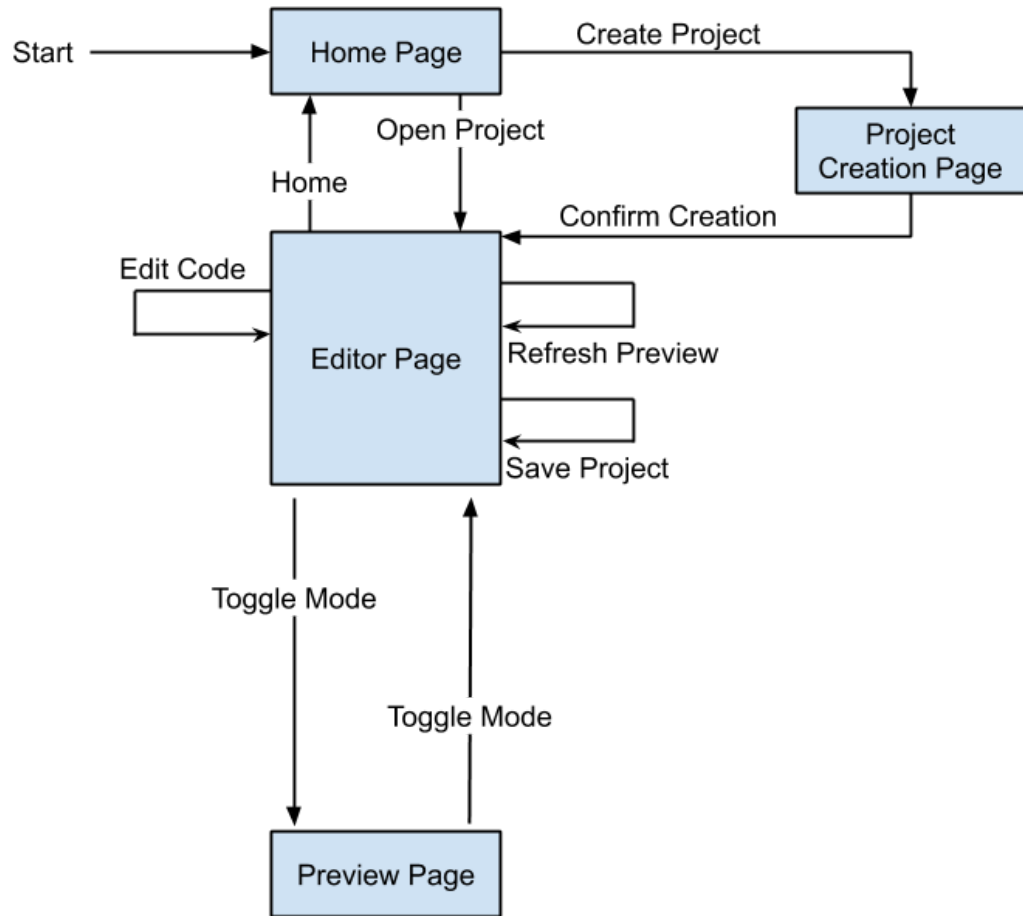 Start
Home Page
Create Project
Open Project
Project
Creation Page
Home
Confirm Creation
Edit Code
Editor Page
Refresh Preview
Save Project
Toggle Mode
Toggle Mode
Preview Page